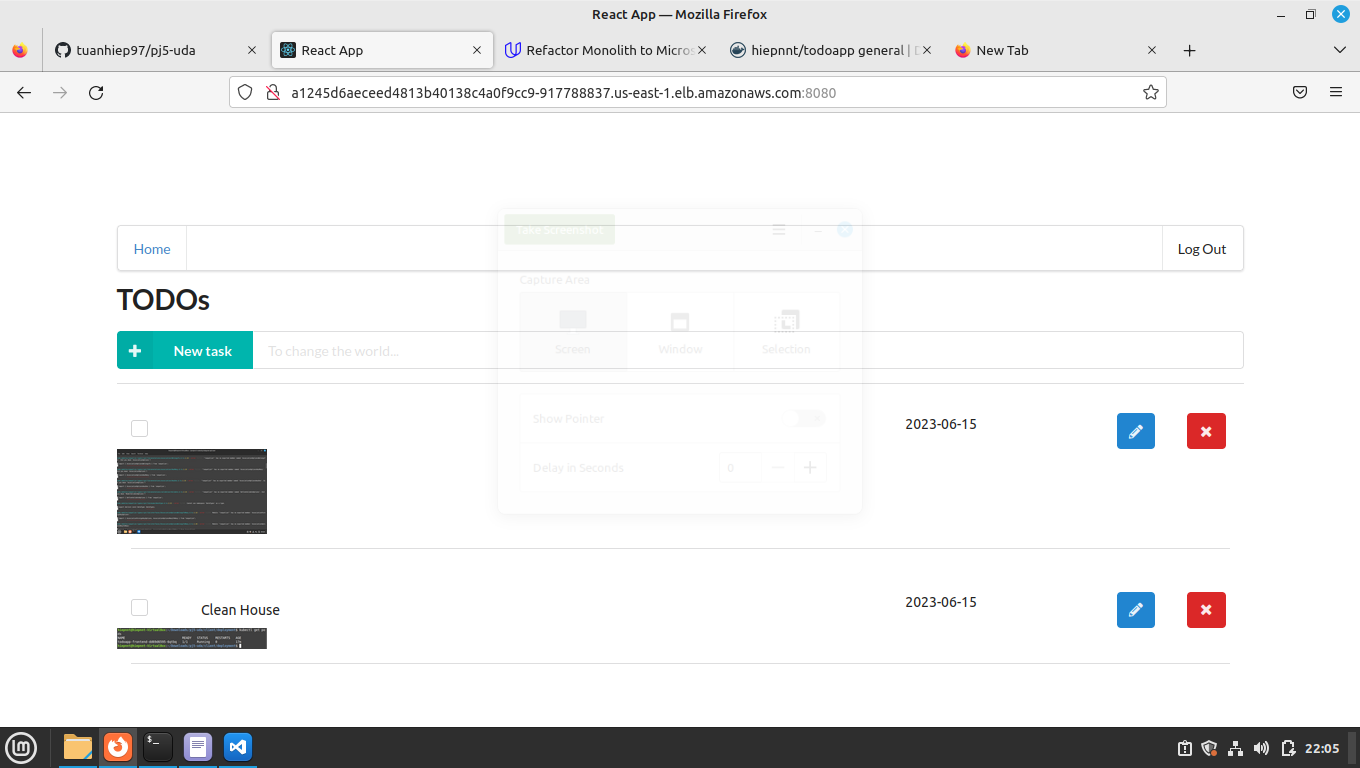 React App — Mozilla Firefox
tuanhiep97/pj5-uda
React App
Refactor Monolith to Micros
hiepnnt/todoapp general |
New Tab
a1245d6aeceed4813b40138c4a0f9cc9-917788837.us-east-1.elb.amazonaws.com:8080
Take Screenshot
Home
Log Out
Capture Area
TODOs
Screen
Window
Selection
New task
To change the world...
Show Pointer
2023-06-15
Delay in Seconds
0
Clean House
2023-06-15
22:05